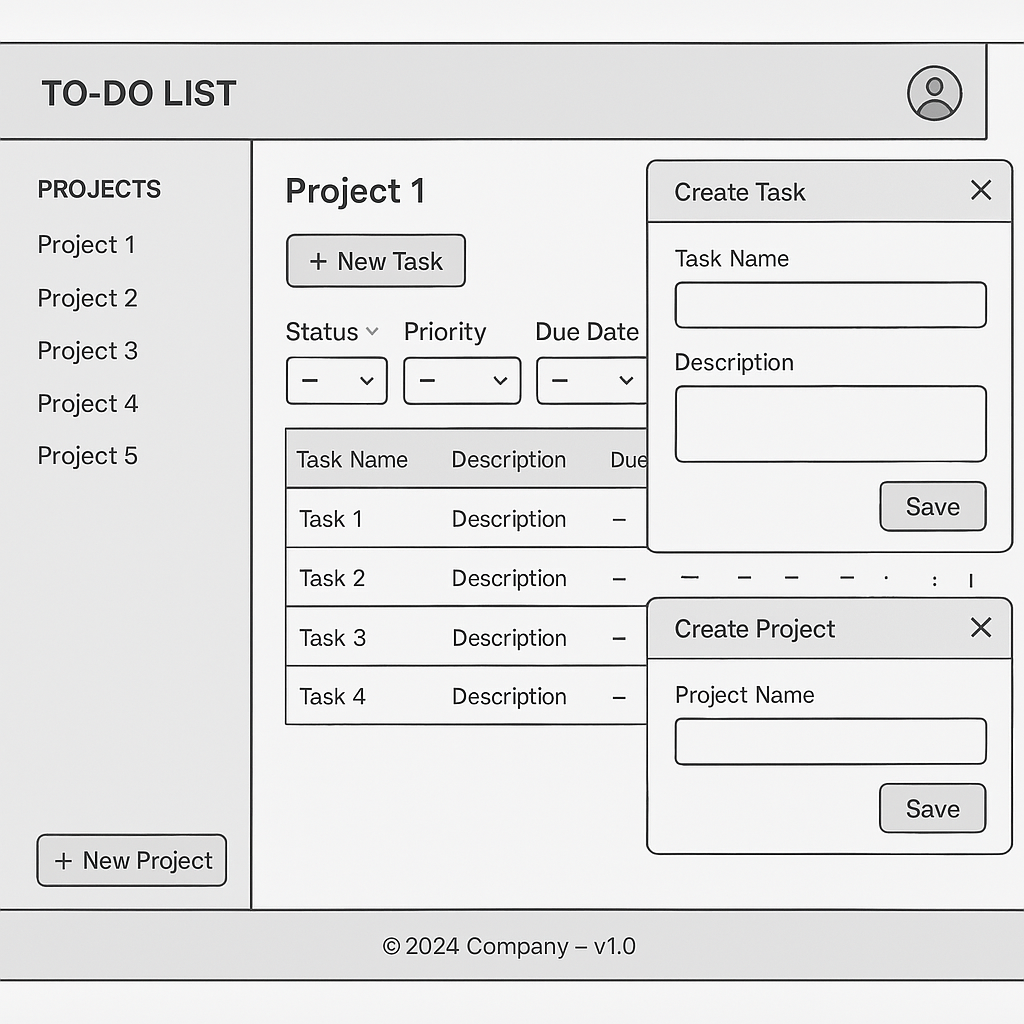 TO-DO LIST
PROJECTS
Project 1
Project 2
Project 3
Project 4
Project 5
+ New Project
Project 1
+ New Task
Status Priority Due Date
– – –
Task Name Description Due
Task 1 Description –
Task 2 Description –
Task 3 Description –
Task 4 Description –
Create Task
Task Name
Description
Save
Create Project
Project Name
Save
© 2024 Company – v1.0